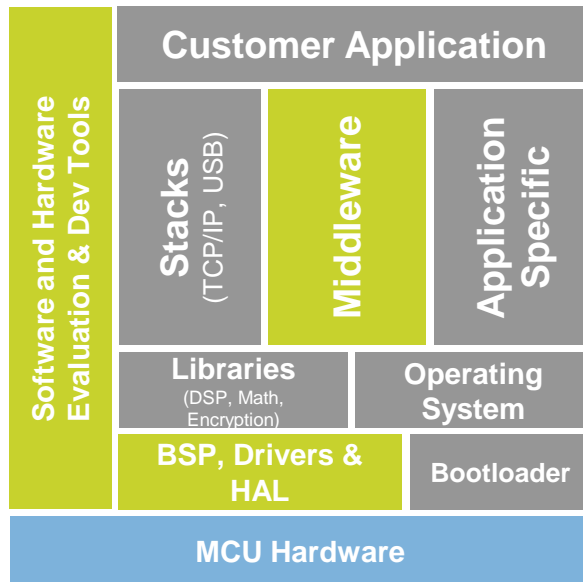 Software and Hardware
Evaluation & Dev Tools
Customer Application
Stacks
(TCP/IP, USB)
Middleware
Application
Specific
Libraries
(DSP, Math,
Encryption)
Operating
System
BSP, Drivers &
HAL
Bootloader
MCU Hardware